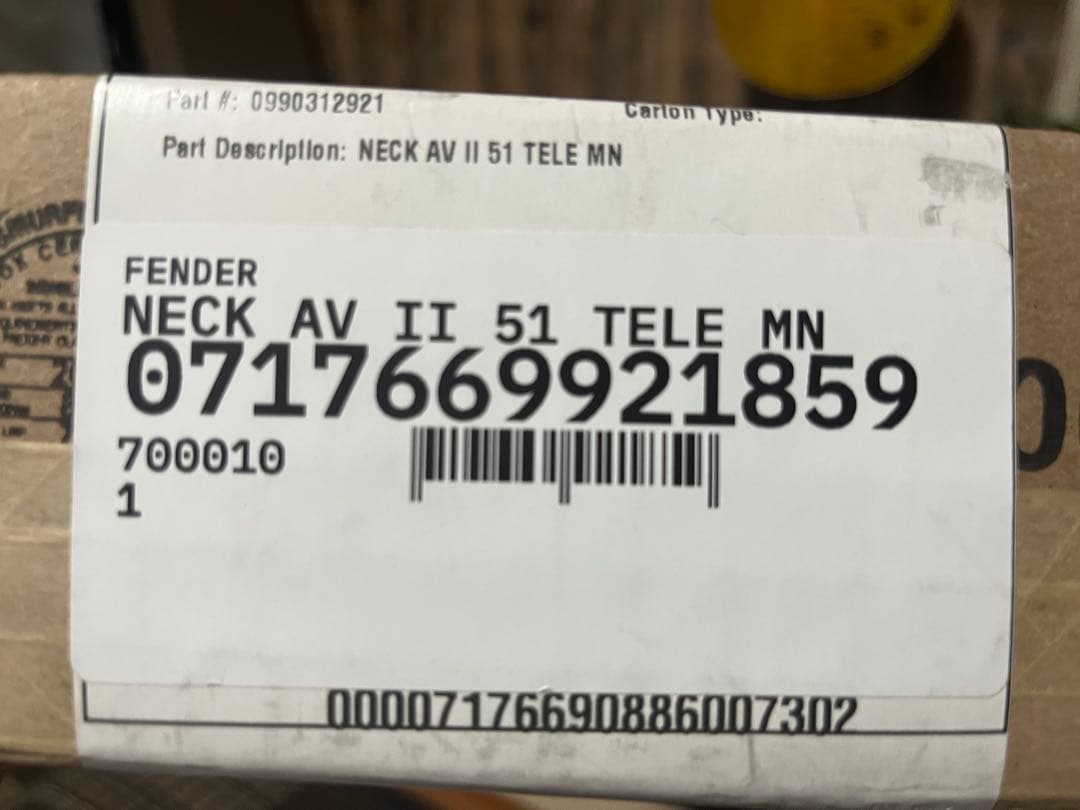 Part #: 0990312921
Carton Type:
Part Description: NECK AV II 51 TELE MN
FENDER
NECK AV II 51 TELE MN
0717669921859
700010
1
00007176690886007302